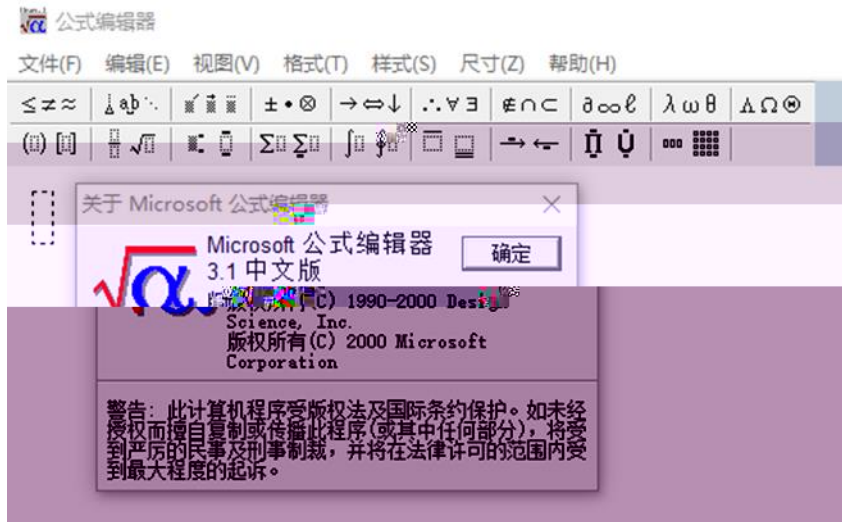 公式编辑器
文件(F) 编辑(E) 视图(V) 格式(T) 样式(S) 尺寸(Z) 帮助(H)
关于 Microsoft 公式编辑器
Microsoft 公式编辑器
3.1 中文版
确定
版权所有(C) 1990-2000 Design
Science, Inc.
版权所有(C) 2000 Microsoft
Corporation
警告: 此计算机程序受版权法及国际条约保护。如未经
授权而擅自复制或传播此程序(或其中任何部分), 将受
到严厉的民事及刑事制裁, 并将在法律许可的范围内受
到最大程度的起诉。